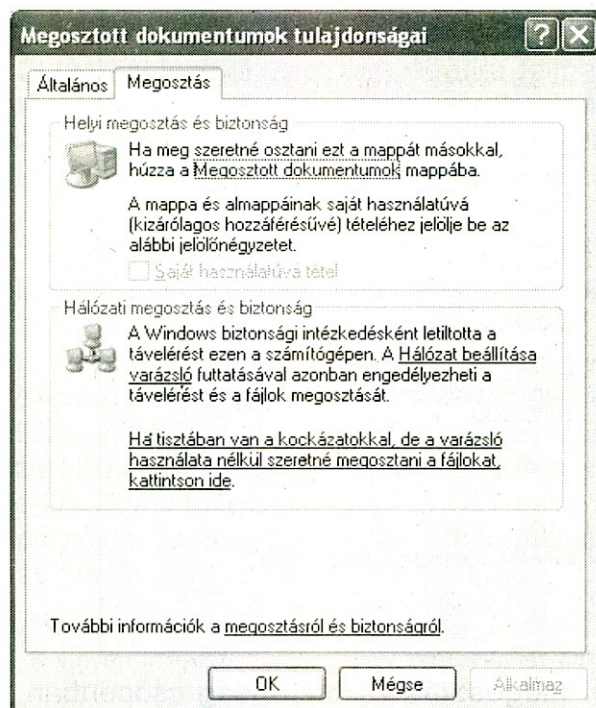 Megosztott dokumentumok tulajdonságai
Általános Megosztás
Helyi megosztás és biztonság
Ha meg szeretné osztani ezt a mappát másokkal,
húzza a Megosztott dokumentumok mappába.
A mappa és almappáinak saját használatúvá
(kizárólagos hozzáférésűvé) tételéhez jelölje be az
alábbi jelölőnégyzetet.
Saját használatúvá tétel
Hálózati megosztás és biztonság
A Windows biztonsági intézkedésként letiltotta a
távelérést ezen a számítógépen. A Hálózat beállítása
varázsló futtatásával azonban engedélyezheti a
távelérést és a fájlok megosztását.
Ha tisztában van a kockázatokkal, de a varázsló
használata nélkül szeretné megosztani a fájlokat,
kattintson ide.
További információk a megosztásról és biztonságról.
OK Mégse Alkalmaz